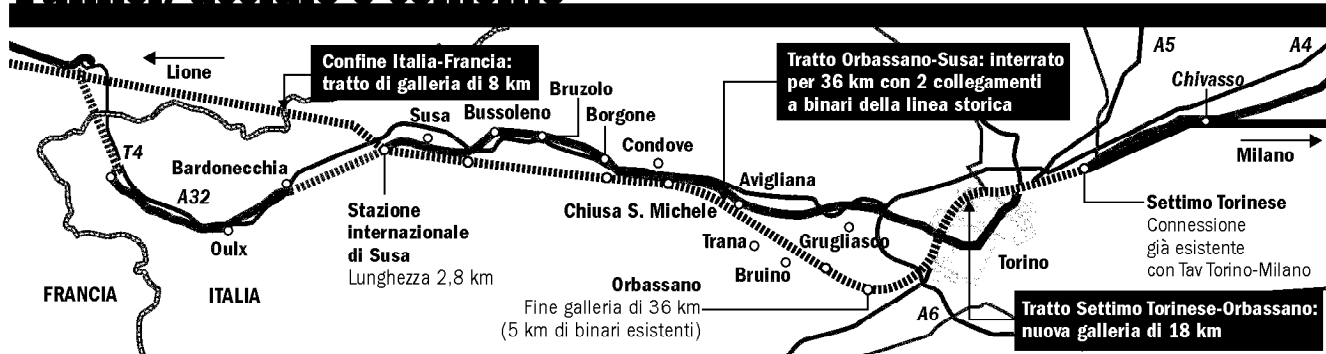 Lione
Confine Italia-Francia:
tratto di galleria di 8 km
Tratto Orbassano-Susa: interrato
per 36 km con 2 collegamenti
a binari della linea storica
A5
A4
Chivasso
Milano
Bruzolo
Bussoleno
Susa
Borgone
Condove
T4
Bardonecchia
A32
Oulx
Avigliana
Chiusa S. Michele
Stazione
internazionale
di Susa
Lunghezza 2,8 km
Trana
Bruino
Grugliasco
Torino
Settimo Torinese
Connessione
già esistente
con Tav Torino-Milano
FRANCIA
ITALIA
Orbassano
Fine galleria di 36 km
(5 km di binari esistenti)
A6
Tratto Settimo Torinese-Orbassano:
nuova galleria di 18 km